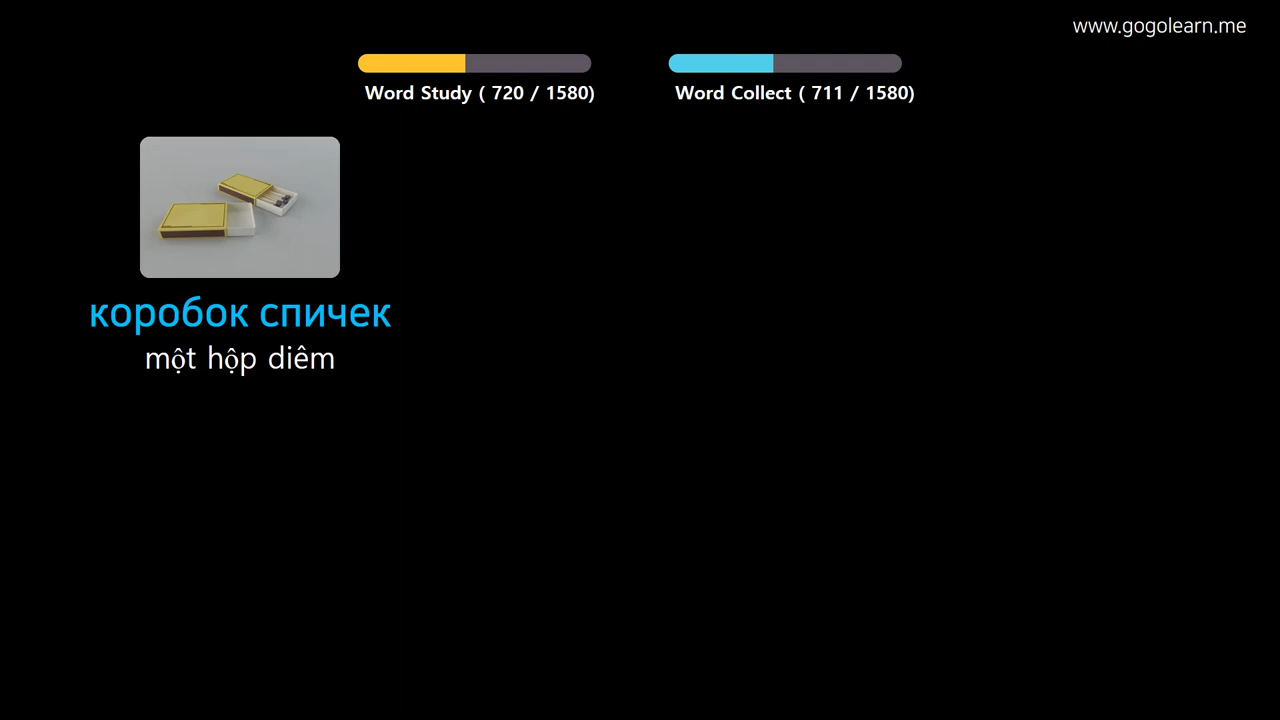 www.gogolearn.me
Word Study ( 720 / 1580)
Word Collect ( 711 / 1580)
коробок спичек
một hộp diêm